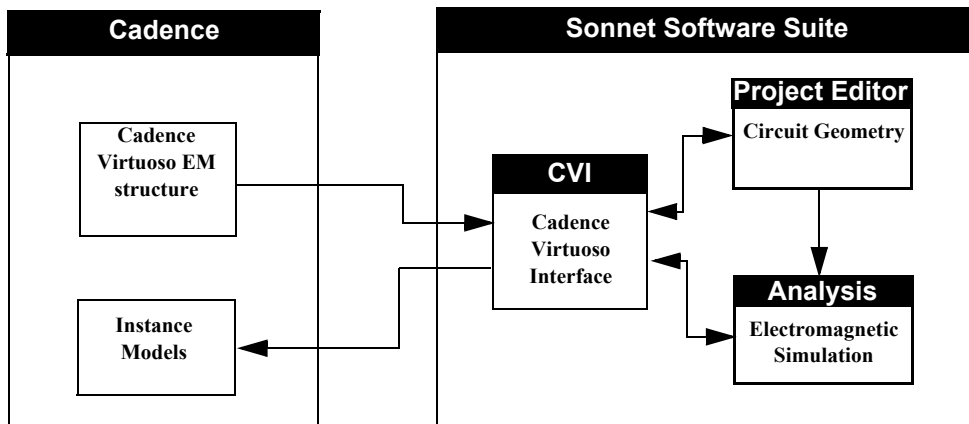 Cadence
Cadence
Virtuoso EM
structure
Instance
Models
Sonnet Software Suite
CVI
Cadence
Virtuoso
Interface
Project Editor
Circuit Geometry
Analysis
Electromagnetic
Simulation